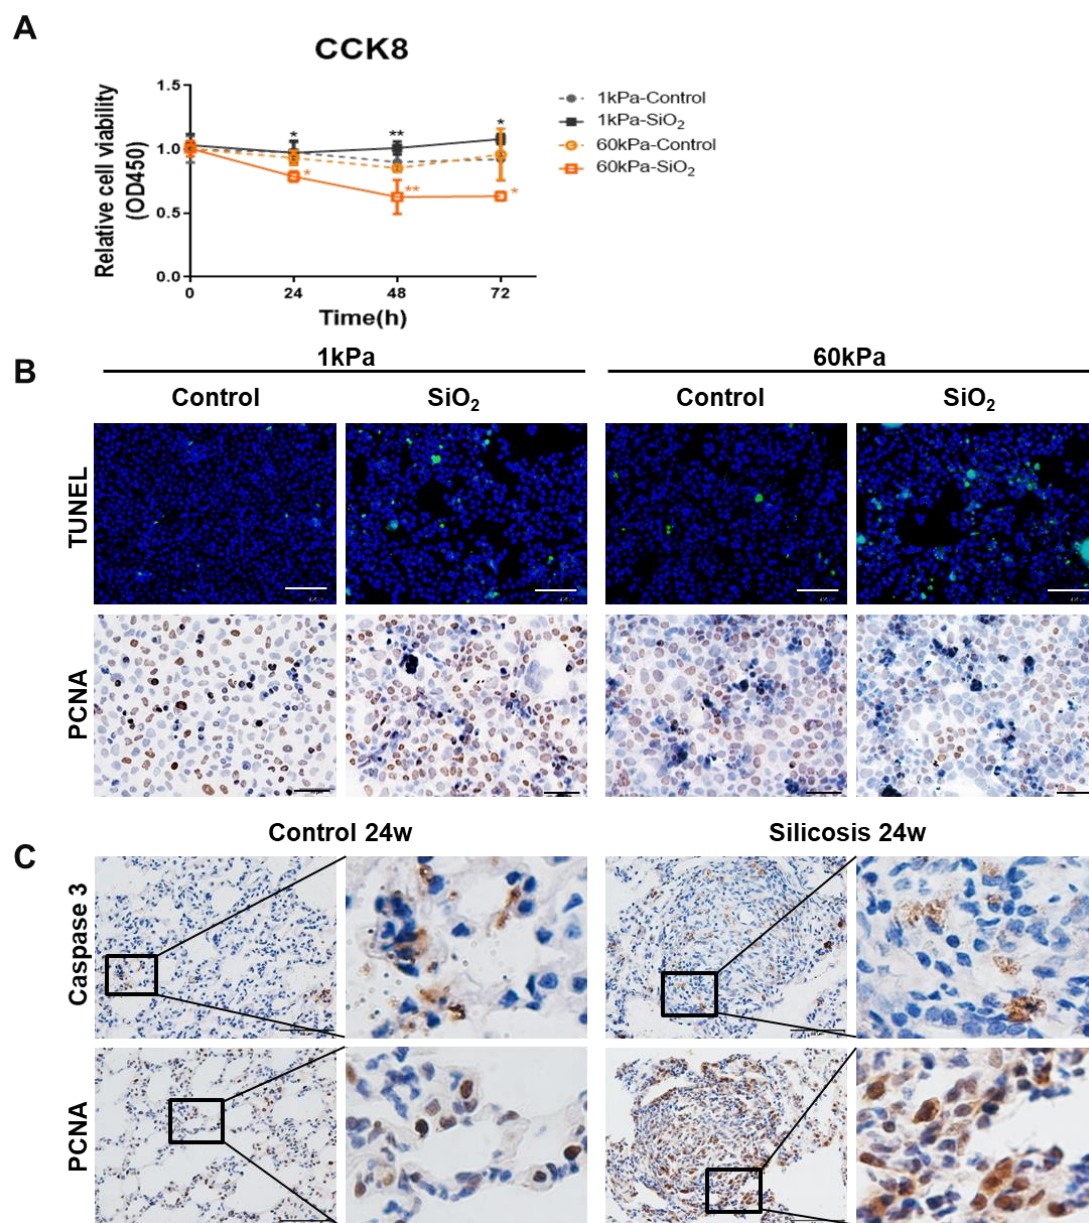 A
CCK8
1.5
1.0
0.5
0.0
Relative cell viability
(OD450)
0
24
48
72
Time(h)
*
**
*
*
**
*
1kPa-Control
1kPa-SiO₂
60kPa-Control
60kPa-SiO₂
B
1kPa
60kPa
Control
SiO₂
Control
SiO₂
TUNEL
PCNA
Control 24w
Silicosis 24w
C
Caspase 3
PCNA